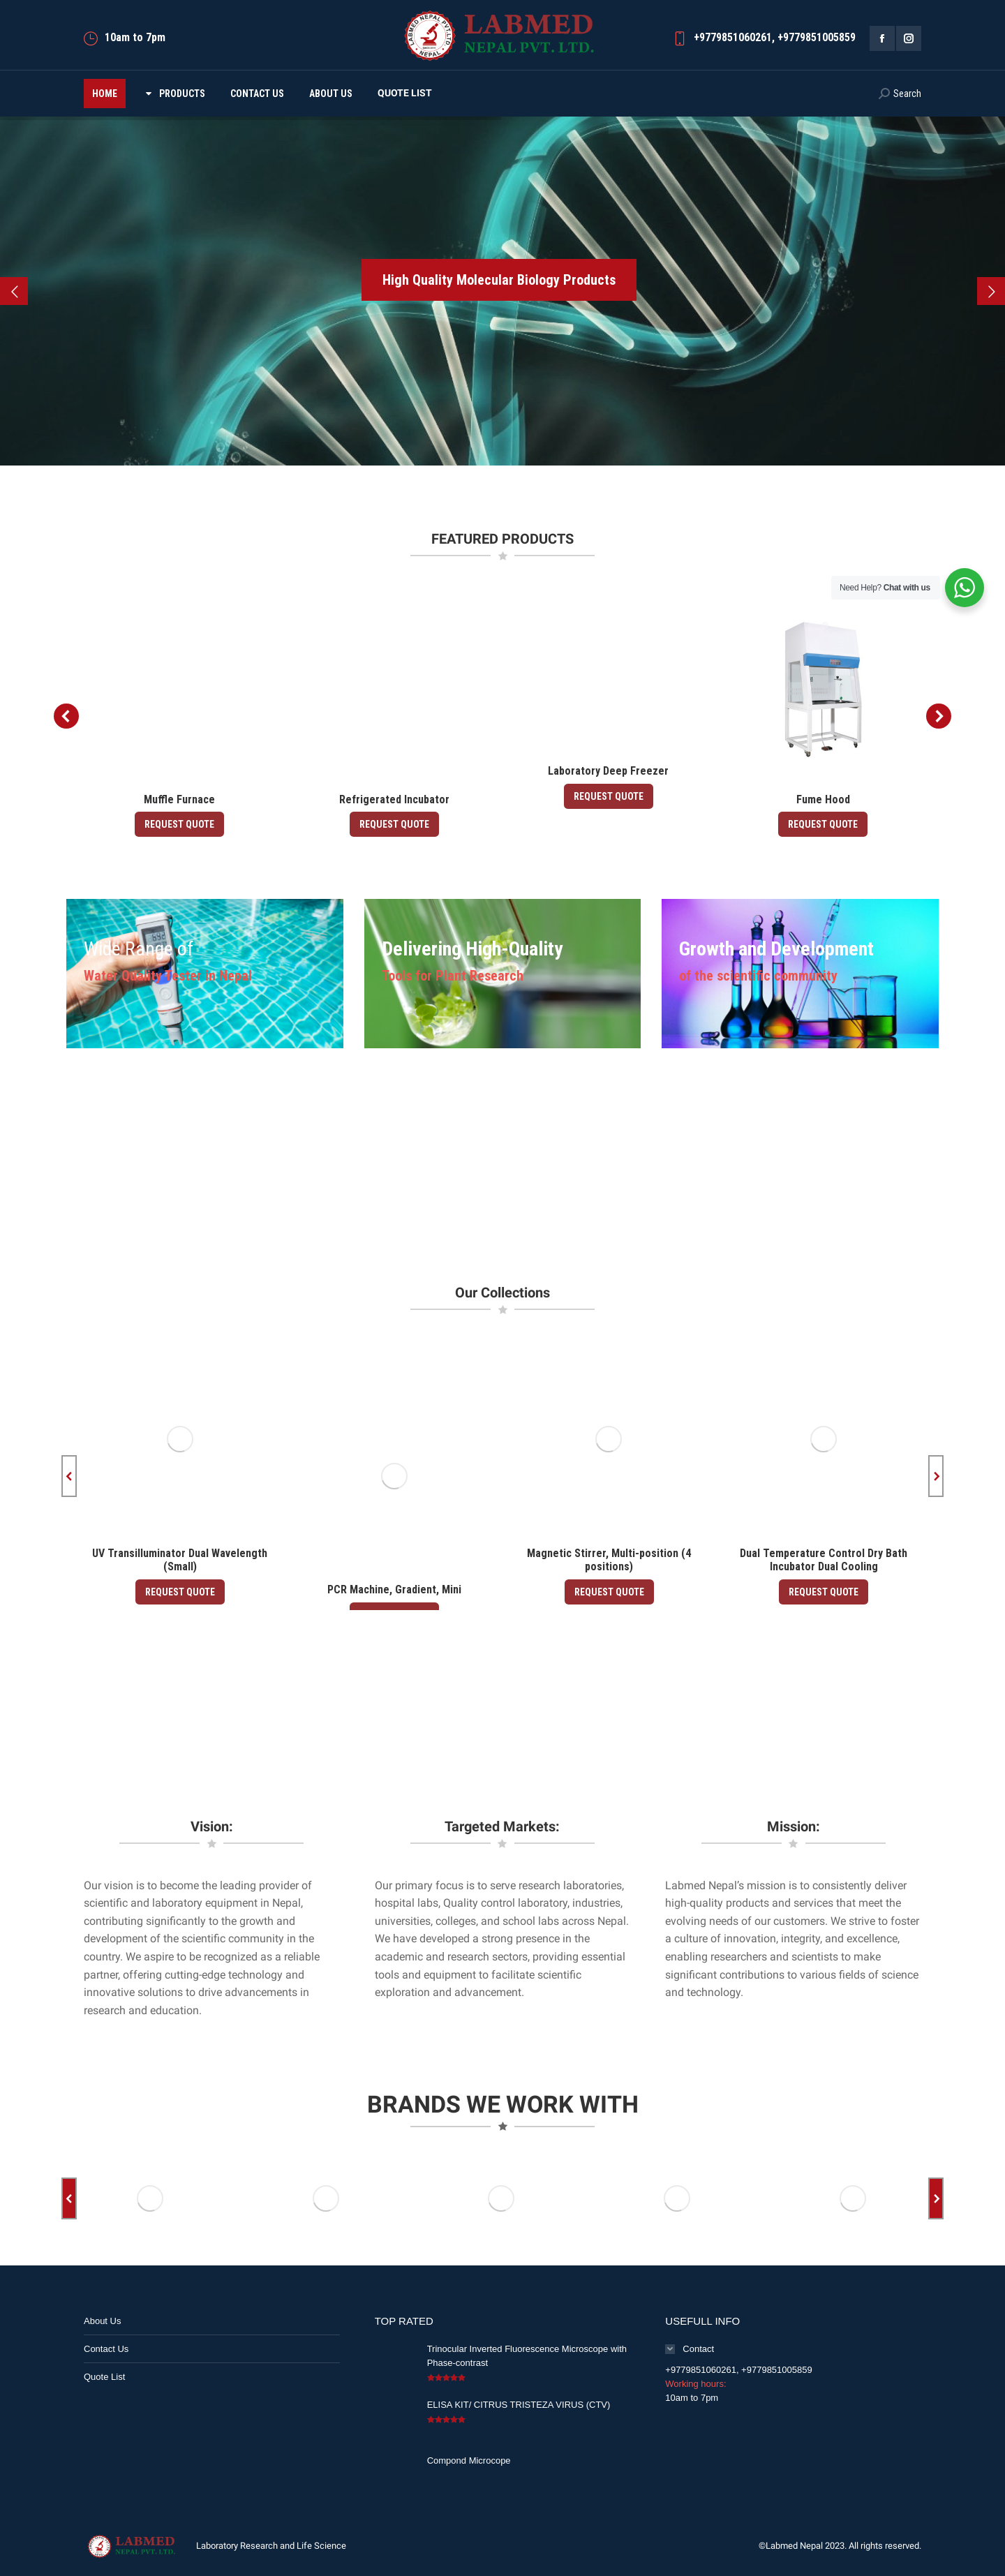 10am to 7pm
LABMED
NEPAL PVT. LTD.
+9779851060261, +9779851005859
HOME
PRODUCTS
CONTACT US
ABOUT US
QUOTE LIST
Search
High Quality Molecular Biology Products
FEATURED PRODUCTS
Need Help? Chat with us
Muffle Furnace
REQUEST QUOTE
Refrigerated Incubator
REQUEST QUOTE
Laboratory Deep Freezer
REQUEST QUOTE
Fume Hood
REQUEST QUOTE
Wide Range of
Water Quality Tester in Nepal
Delivering High-Quality
Tools for Plant Research
Growth and Development
of the scientific community
Our Collections
UV Transilluminator Dual Wavelength
(Small)
REQUEST QUOTE
PCR Machine, Gradient, Mini
Magnetic Stirrer, Multi-position (4
positions)
REQUEST QUOTE
Dual Temperature Control Dry Bath
Incubator Dual Cooling
REQUEST QUOTE
Vision:
Our vision is to become the leading provider of
scientific and laboratory equipment in Nepal,
contributing significantly to the growth and
development of the scientific community in the
country. We aspire to be recognized as a reliable
partner, offering cutting-edge technology and
innovative solutions to drive advancements in
research and education.
Targeted Markets:
Our primary focus is to serve research laboratories,
hospital labs, Quality control laboratory, industries,
universities, colleges, and school labs across Nepal.
We have developed a strong presence in the
academic and research sectors, providing essential
tools and equipment to facilitate scientific
exploration and advancement.
Mission:
Labmed Nepal's mission is to consistently deliver
high-quality products and services that meet the
evolving needs of our customers. We strive to foster
a culture of innovation, integrity, and excellence,
enabling researchers and scientists to make
significant contributions to various fields of science
and technology.
BRANDS WE WORK WITH
About Us
Contact Us
Quote List
TOP RATED
Trinocular Inverted Fluorescence Microscope with
Phase-contrast
ELISA KIT/ CITRUS TRISTEZA VIRUS (CTV)
Compond Microcope
USEFULL INFO
Contact
+9779851060261, +9779851005859
Working hours:
10am to 7pm
LABMED
NEPAL PVT. LTD.
Laboratory Research and Life Science
©Labmed Nepal 2023. All rights reserved.